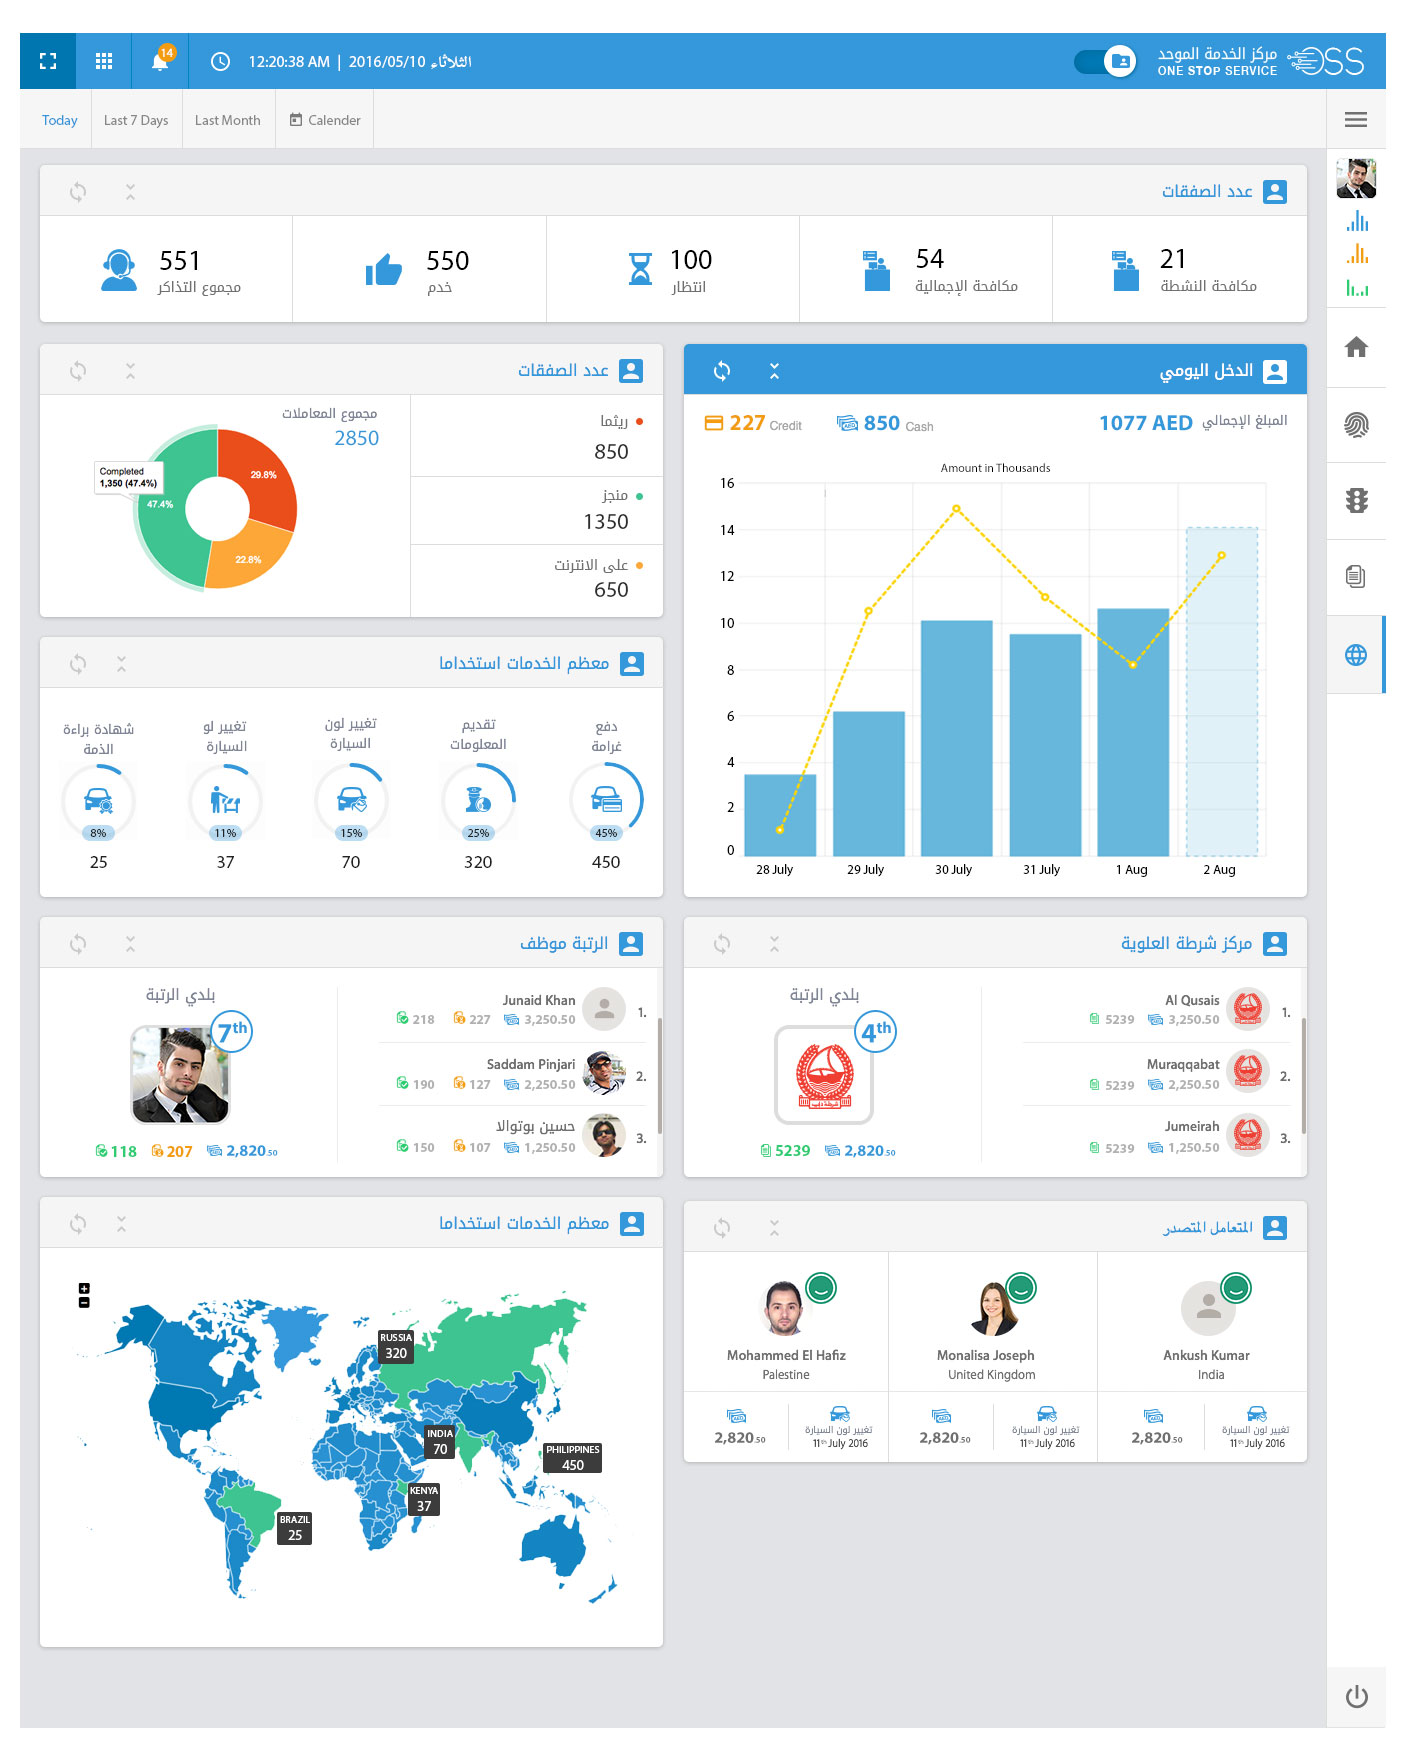 14
12:20:38 AM | 2016/05/10 الثلاثاء
مركز الخدمة الموحد
ONE STOP SERVICE
OSS
Today
Last 7 Days
Last Month
Calender
عدد الصفقات
551
مجموع التذاكر
550
خدم
100
انتظار
54
مكافحة الإجمالية
21
مكافحة النشطة
عدد الصفقات
مجموع المعاملات
2850
Completed
1,350 (47.4%)
47.4%
29.8%
22.8%
ريثما
850
منجز
1350
على الانترنت
650
الدخل اليومي
227 Credit
850 Cash
1077 AED المبلغ الإجمالي
Amount in Thousands
16
14
12
10
8
6
4
2
0
28 July
29 July
30 July
31 July
1 Aug
2 Aug
معظم الخدمات استخداما
شهادة براءة
الذمة
8%
25
تغيير لو
السيارة
11%
37
تغيير لون
السيارة
15%
70
تقديم
المعلومات
25%
320
دفع
غرامة
45%
450
الرتبة موظف
بلدي الرتبة
7th
118
207
2,820.50
Junaid Khan
1.
218
227
3,250.50
Saddam Pinjari
2.
190
127
2,250.50
حسين بوتوالا
3.
150
107
1,250.50
مركز شرطة العلوية
بلدي الرتبة
4th
5239
2,820.50
Al Qusais
1.
5239
3,250.50
Muraqqabat
2.
5239
2,250.50
Jumeirah
3.
5239
1,250.50
معظم الخدمات استخداما
+
−
RUSSIA
320
INDIA
70
PHILIPPINES
450
KENYA
37
BRAZIL
25
المتعامل المتصدر
Mohammed El Hafiz
Palestine
2,820.50
تغيير لون السيارة
11th July 2016
Monalisa Joseph
United Kingdom
2,820.50
تغيير لون السيارة
11th July 2016
Ankush Kumar
India
2,820.50
تغيير لون السيارة
11th July 2016